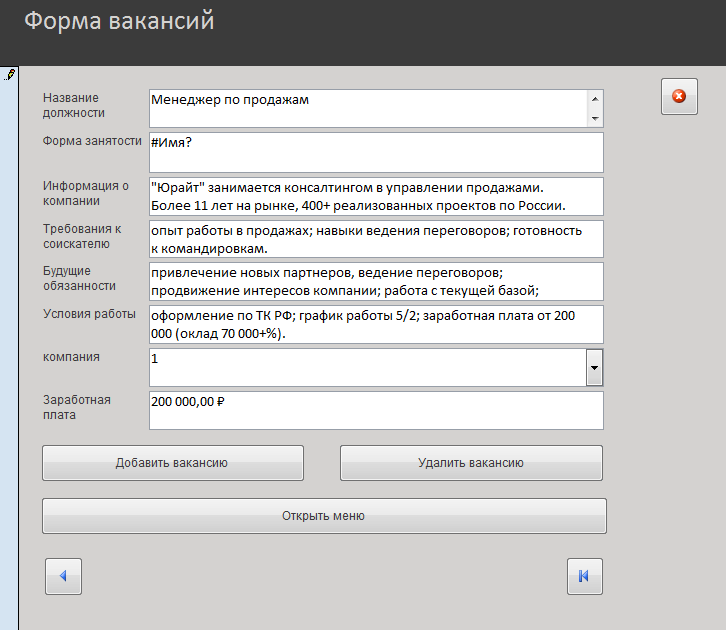 Форма вакансий
Название
должности
Менеджер по продажам
Форма занятости
#Имя?
Информация о
компании
"Юрайт" занимается консалтингом в управлении продажами.
Более 11 лет на рынке, 400+ реализованных проектов по России.
Требования к
соискателю
опыт работы в продажах; навыки ведения переговоров; готовность
к командировкам.
Будущие
обязанности
привлечение новых партнеров, ведение переговоров;
продвижение интересов компании; работа с текущей базой;
Условия работы
оформление по ТК РФ; график работы 5/2; заработная плата от 200
000 (оклад 70 000+%).
компания
1
Заработная
плата
200 000,00 ₽
Добавить вакансию
Удалить вакансию
Открыть меню